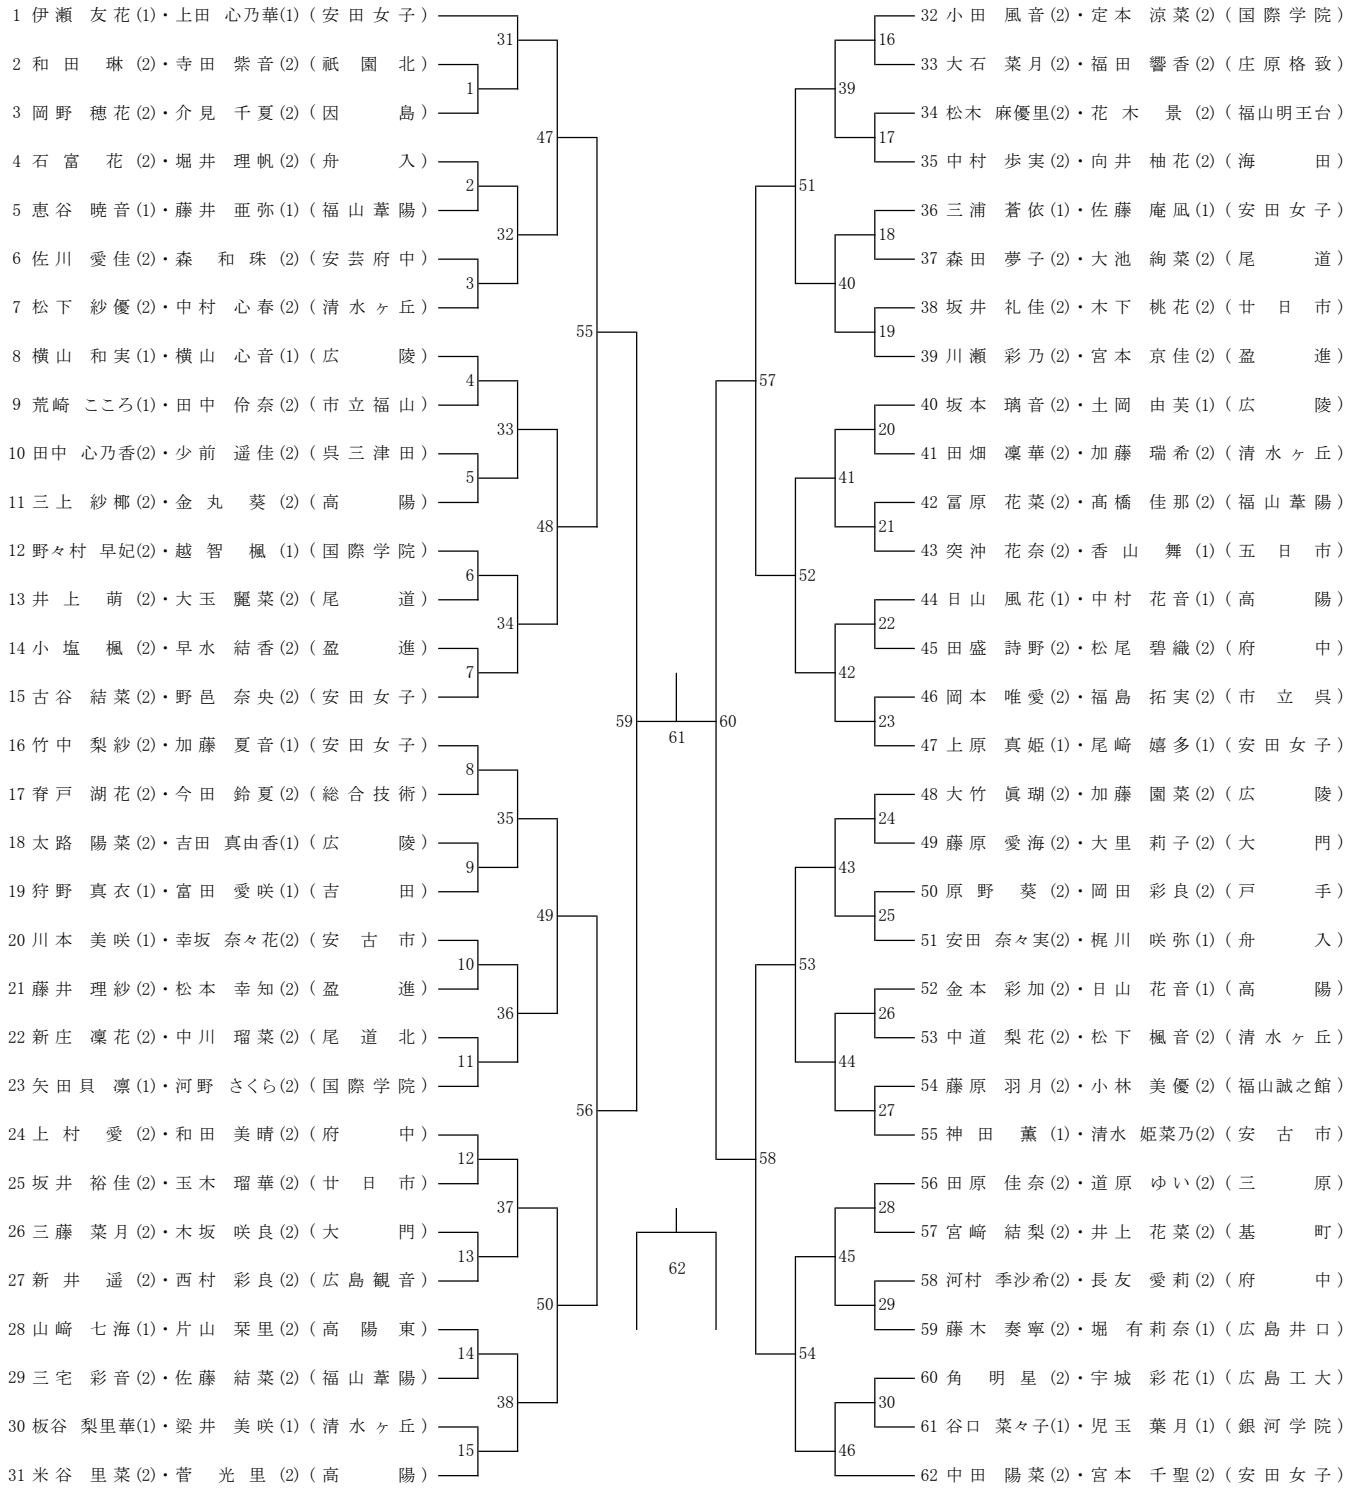 1 伊瀬 友花(1)・上田 心乃華(1)(安田女子)
2 和田 琳(2)・寺田 紫音(2)(祇園北)
3 岡野 穂花(2)・介見 千夏(2)(因島)
4 石富 花(2)・堀井 理帆(2)(舟入)
5 恵谷 暁音(1)・藤井 亜弥(1)(福山葦陽)
6 佐川 愛佳(2)・森 和珠(2)(安芸府中)
7 松下 紗優(2)・中村 心春(2)(清水ヶ丘)
8 横山 和実(1)・横山 心音(1)(広陵)
9 荒崎 こころ(1)・田中 伶奈(2)(市立福山)
10 田中 心乃香(2)・少前 遥佳(2)(呉三津田)
11 三上 紗椰(2)・金丸 葵(2)(高陽)
12 野々村 早妃(2)・越智 楓(1)(国際学院)
13 井上 萌(2)・大玉 麗菜(2)(尾道)
14 小塩 楓(2)・早水 結香(2)(盈進)
15 古谷 結菜(2)・野邑 奈央(2)(安田女子)
16 竹中 梨紗(2)・加藤 夏音(1)(安田女子)
17 脊戸 湖花(2)・今田 鈴夏(2)(総合技術)
18 太路 陽菜(2)・吉田 真由香(1)(広陵)
19 狩野 真衣(1)・富田 愛咲(1)(吉田)
20 川本 美咲(1)・幸坂 奈々花(2)(安古市)
21 藤井 理紗(2)・松本 幸知(2)(盈進)
22 新庄 凜花(2)・中川 瑠菜(2)(尾道北)
23 矢田貝 凛(1)・河野 さくら(2)(国際学院)
24 上村 愛(2)・和田 美晴(2)(府中)
25 坂井 裕佳(2)・玉木 瑠華(2)(廿日市)
26 三藤 菜月(2)・木坂 咲良(2)(大門)
27 新井 遥(2)・西村 彩良(2)(広島観音)
28 山﨑 七海(1)・片山 栞里(2)(高陽東)
29 三宅 彩音(2)・佐藤 結菜(2)(福山葦陽)
30 板谷 梨里華(1)・梁井 美咲(1)(清水ヶ丘)
31 米谷 里菜(2)・菅 光里(2)(高陽)
31
1
47
2
32
3
55
4
33
5
48
6
34
7
59
8
35
9
49
10
36
11
56
12
37
13
50
14
38
15
61
62
60
16
39
17
51
18
40
19
57
20
41
21
52
22
42
23
24
43
25
53
26
44
27
58
28
45
29
54
30
46
32 小田 風音(2)・定本 涼菜(2)(国際学院)
33 大石 菜月(2)・福田 響香(2)(庄原格致)
34 松木 麻優里(2)・花木 景(2)(福山明王台)
35 中村 歩実(2)・向井 柚花(2)(海田)
36 三浦 蒼依(1)・佐藤 庵凪(1)(安田女子)
37 森田 夢子(2)・大池 絢菜(2)(尾道)
38 坂井 礼佳(2)・木下 桃花(2)(廿日市)
39 川瀬 彩乃(2)・宮本 京佳(2)(盈進)
40 坂本 璃音(2)・土岡 由芙(1)(広陵)
41 田畑 凜華(2)・加藤 瑞希(2)(清水ヶ丘)
42 冨原 花菜(2)・髙橋 佳那(2)(福山葦陽)
43 突沖 花奈(2)・香山 舞(1)(五日市)
44 日山 風花(1)・中村 花音(1)(高陽)
45 田盛 詩野(2)・松尾 碧織(2)(府中)
46 岡本 唯愛(2)・福島 拓実(2)(市立呉)
47 上原 真姫(1)・尾﨑 嬉多(1)(安田女子)
48 大竹 眞瑚(2)・加藤 園菜(2)(広陵)
49 藤原 愛海(2)・大里 莉子(2)(大門)
50 原野 葵(2)・岡田 彩良(2)(戸手)
51 安田 奈々実(2)・梶川 咲弥(1)(舟入)
52 金本 彩加(2)・日山 花音(1)(高陽)
53 中道 梨花(2)・松下 楓音(2)(清水ヶ丘)
54 藤原 羽月(2)・小林 美優(2)(福山誠之館)
55 神田 薫(1)・清水 姫菜乃(2)(安古市)
56 田原 佳奈(2)・道原 ゆい(2)(三原)
57 宮﨑 結梨(2)・井上 花菜(2)(基町)
58 河村 季沙希(2)・長友 愛莉(2)(府中)
59 藤木 奏寧(2)・堀 有莉奈(1)(広島井口)
60 角 明星(2)・宇城 彩花(1)(広島工大)
61 谷口 菜々子(1)・児玉 葉月(1)(銀河学院)
62 中田 陽菜(2)・宮本 千聖(2)(安田女子)